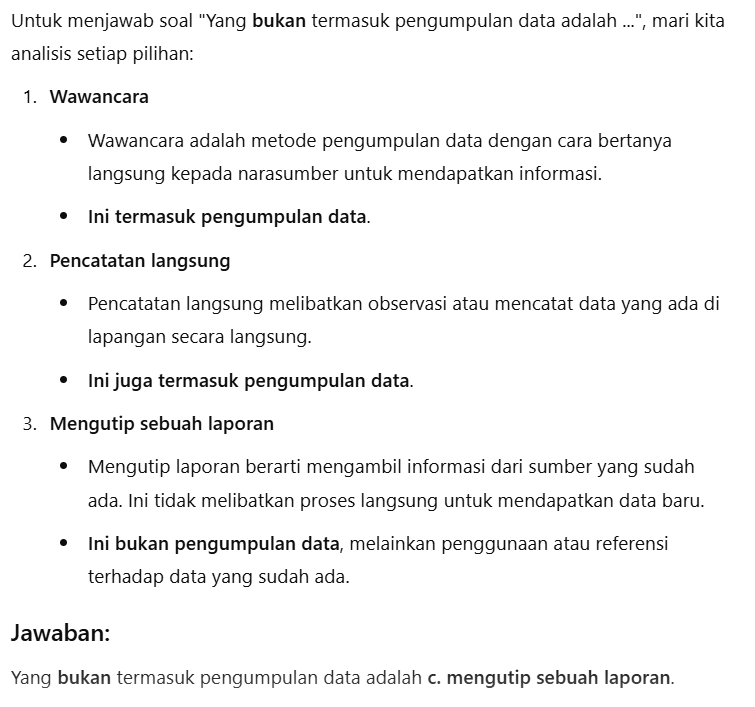 Untuk menjawab soal "Yang bukan termasuk pengumpulan data adalah ...", mari kita
analisis setiap pilihan:
1. Wawancara
• Wawancara adalah metode pengumpulan data dengan cara bertanya
langsung kepada narasumber untuk mendapatkan informasi.
• Ini termasuk pengumpulan data.
2. Pencatatan langsung
• Pencatatan langsung melibatkan observasi atau mencatat data yang ada di
lapangan secara langsung.
• Ini juga termasuk pengumpulan data.
3. Mengutip sebuah laporan
• Mengutip laporan berarti mengambil informasi dari sumber yang sudah
ada. Ini tidak melibatkan proses langsung untuk mendapatkan data baru.
• Ini bukan pengumpulan data, melainkan penggunaan atau referensi
terhadap data yang sudah ada.
Jawaban:
Yang bukan termasuk pengumpulan data adalah c. mengutip sebuah laporan.